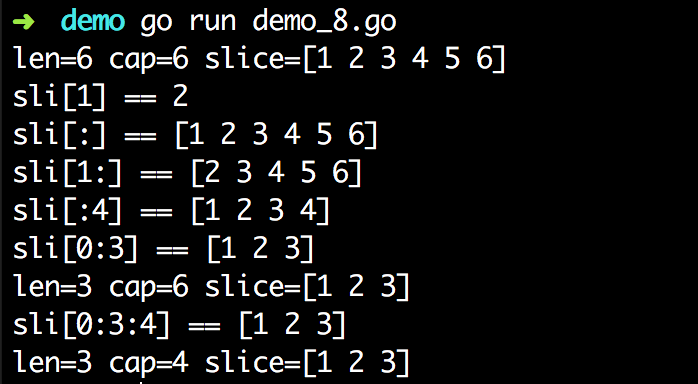 ➜ demo go run demo_8.go
len=6 cap=6 slice=[1 2 3 4 5 6]
sli[1] == 2
sli[:] == [1 2 3 4 5 6]
sli[1:] == [2 3 4 5 6]
sli[:4] == [1 2 3 4]
sli[0:3] == [1 2 3]
len=3 cap=6 slice=[1 2 3]
sli[0:3:4] == [1 2 3]
len=3 cap=4 slice=[1 2 3]